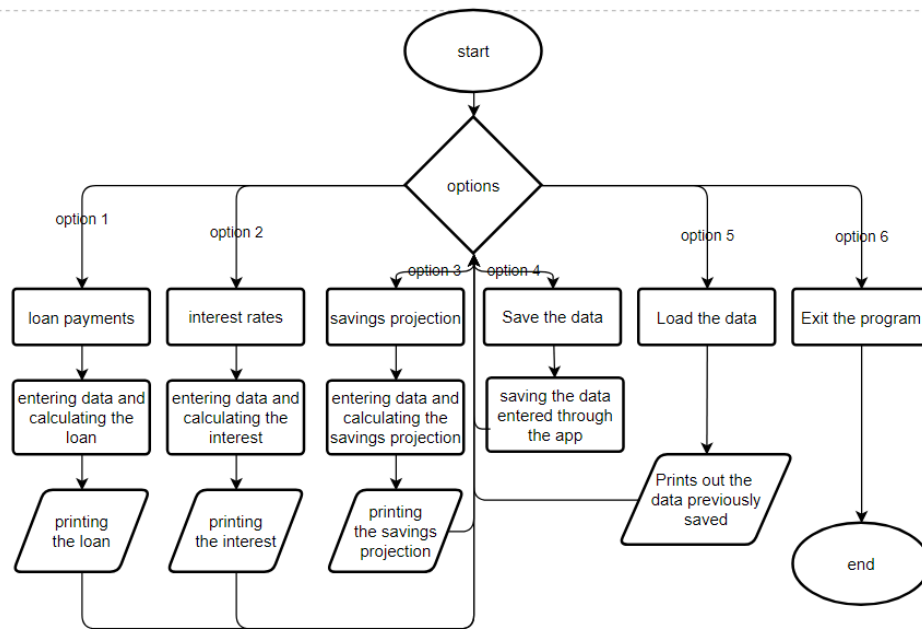 start
options
option 1
option 2
option 3
option 4
option 5
option 6
loan payments
interest rates
savings projection
Save the data
Load the data
Exit the program
entering data and
calculating the
loan
entering data and
calculating the
interest
entering data and
calculating the
savings projection
saving the data
entered through
the app
printing
the loan
printing
the interest
printing
the savings
projection
Prints out the
data previously
saved
end